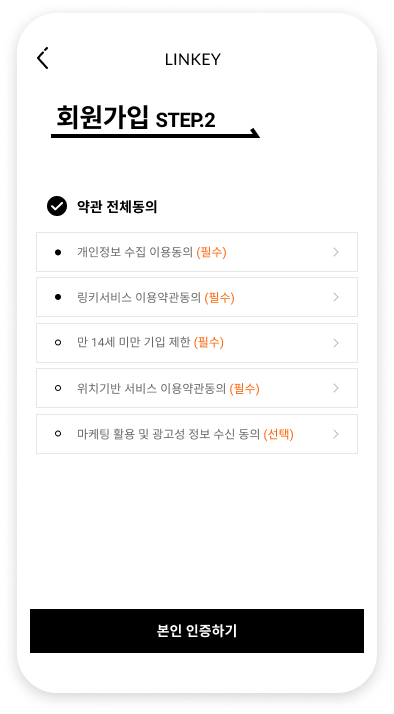 LINKEY
회원가입 STEP.2
약관 전체동의
개인정보 수집 이용동의 (필수)
링키서비스 이용약관동의 (필수)
만 14세 미만 기입 제한 (필수)
위치기반 서비스 이용약관동의 (필수)
마케팅 활용 및 광고성 정보 수신 동의 (선택)
본인 인증하기